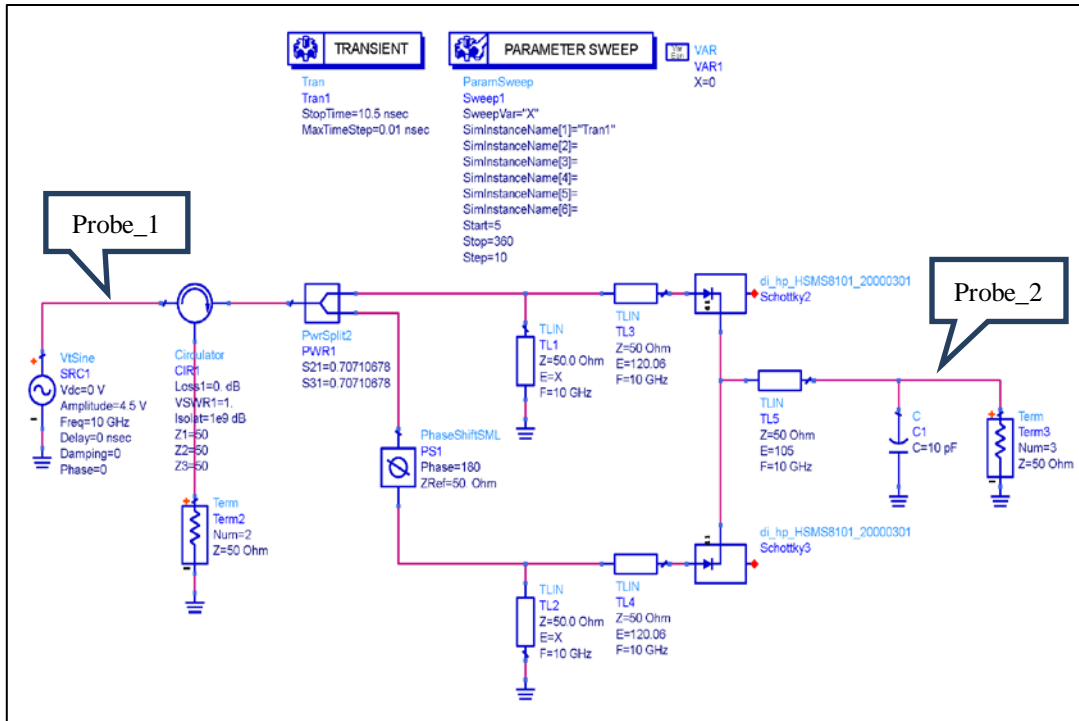 TRANSIENT
Tran
Tran1
StopTime=10.5 nsec
MaxTimeStep=0.01 nsec
PARAMETER SWEEP
ParamSweep
Sweep1
SweepVar="X"
SimInstanceName[1]="Tran1"
SimInstanceName[2]=
SimInstanceName[3]=
SimInstanceName[4]=
SimInstanceName[5]=
SimInstanceName[6]=
Start=5
Stop=360
Step=10
Var
Eqn
VAR
VAR1
X=0
Probe_1
VtSine
SRC1
Vdc=0 V
Amplitude=4.5 V
Freq=10 GHz
Delay=0 nsec
Damping=0
Phase=0
Circulator
CIR1
Loss1=0. dB
VSWR1=1.
Isolat=1e9 dB
Z1=50
Z2=50
Z3=50
Term
Term2
Num=2
Z=50 Ohm
PwrSplit2
PWR1
S21=0.70710678
S31=0.70710678
PhaseShiftSML
PS1
Phase=180
ZRef=50. Ohm
TLIN
TL1
Z=50.0 Ohm
E=X
F=10 GHz
TLIN
TL3
Z=50 Ohm
E=120.06
F=10 GHz
di_hp_HSMS8101_20000301
Schottky2
TLIN
TL5
Z=50 Ohm
E=105
F=10 GHz
Probe_2
C
C1
C=10 pF
Term
Term3
Num=3
Z=50 Ohm
di_hp_HSMS8101_20000301
Schottky3
TLIN
TL2
Z=50.0 Ohm
E=X
F=10 GHz
TLIN
TL4
Z=50 Ohm
E=120.06
F=10 GHz